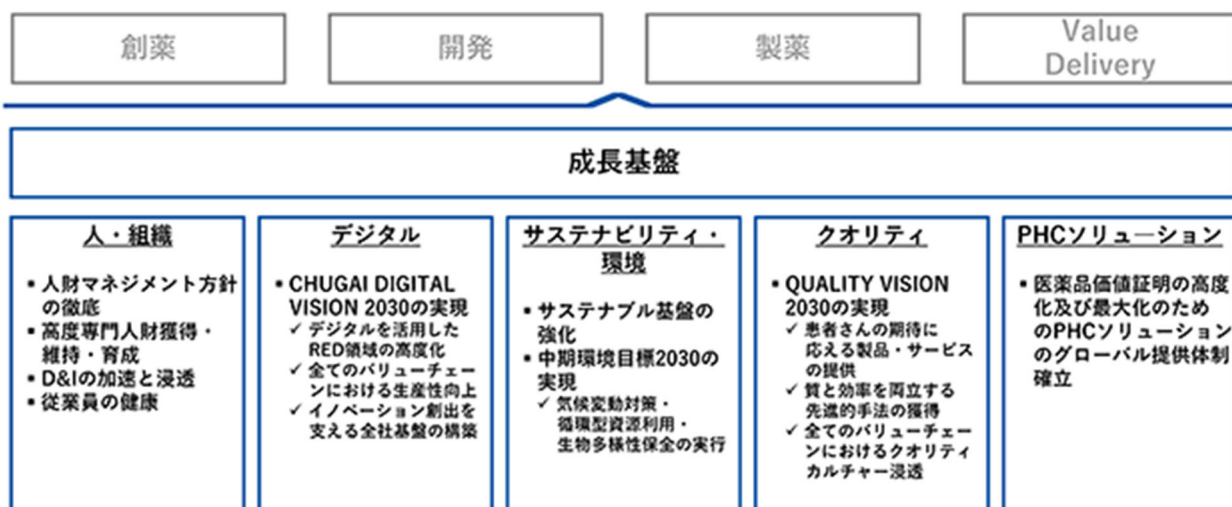 創薬
開発
製薬
Value
Delivery
成長基盤
人・組織
▪ 人財マネジメント方針
の徹底
▪ 高度専門人財獲得・
維持・育成
▪ D&Iの加速と浸透
▪ 従業員の健康
デジタル
▪ CHUGAI DIGITAL
VISION 2030の実現
✓ デジタルを活用した
RED領域の高度化
✓ 全てのバリューチェー
ンにおける生産性向上
✓ イノベーション創出を
支える全社基盤の構築
サステナビリティ・
環境
▪ サステナブル基盤の
強化
▪ 中期環境目標2030の
実現
✓ 気候変動対策・
循環型資源利用・
生物多様性保全の実行
クオリティ
▪ QUALITY VISION
2030の実現
✓ 患者さんの期待に
応える製品・サービス
の提供
✓ 質と効率を両立する
先進的手法の獲得
✓ 全てのバリューチェー
ンにおけるクオリティ
カルチャー浸透
PHCソリューション
▪ 医薬品価値証明の高度
化及び最大化のため
のPHCソリューション
のグローバル提供体制
確立